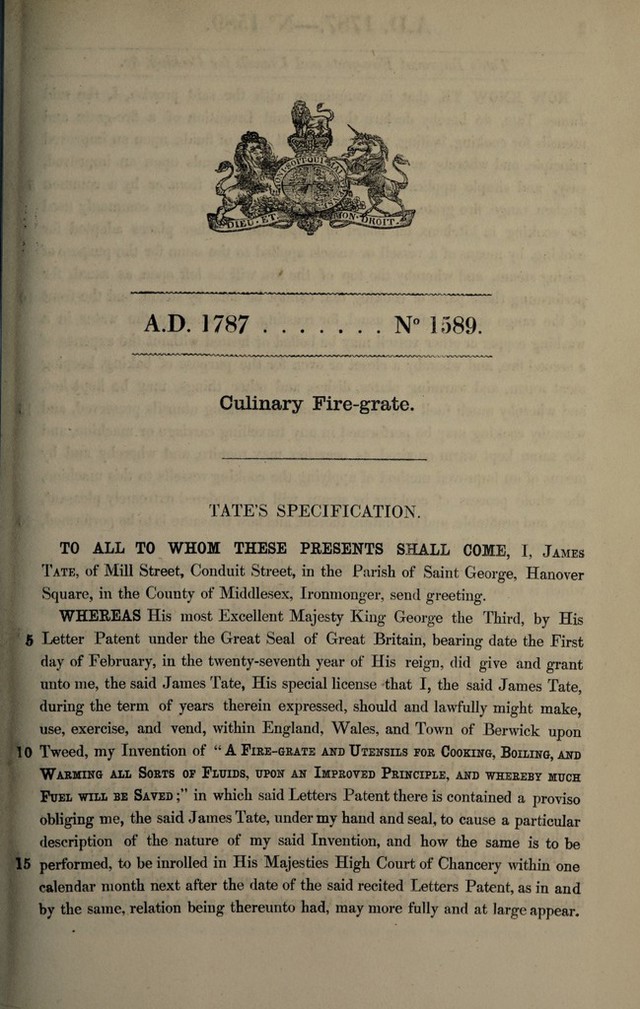 HONI SOIT QUI MAL
DIEU · ET MON · DROIT ·
A.D. 1787 . . . . . . . . Nº 1589.
Culinary Fire-grate.
TATE'S SPECIFICATION.
TO ALL TO WHOM THESE PRESENTS SHALL COME, I, JAMES
TATE, of Mill Street, Conduit Street, in the Parish of Saint George, Hanover
Square, in the County of Middlesex, Ironmonger, send greeting.
WHEREAS His most Excellent Majesty King George the Third, by His
5 Letter Patent under the Great Seal of Great Britain, bearing date the First
day of February, in the twenty-seventh year of His reign, did give and grant
unto me, the said James Tate, His special license that I, the said James Tate,
during the term of years therein expressed, should and lawfully might make,
use, exercise, and vend, within England, Wales, and Town of Berwick upon
10 Tweed, my Invention of "A FIRE-GRATE AND UTENSILS FOR COOKING, BOILING, AND
WARMING ALL SORTS OF FLUIDS, UPON AN IMPROVED PRINCIPLE, AND WHEREBY MUCH
FUEL WILL BE SAVED;" in which said Letters Patent there is contained a proviso
obliging me, the said James Tate, under my hand and seal, to cause a particular
description of the nature of my said Invention, and how the same is to be
15 performed, to be inrolled in His Majesties High Court of Chancery within one
calendar month next after the date of the said recited Letters Patent, as in and
by the same, relation being thereunto had, may more fully and at large appear.